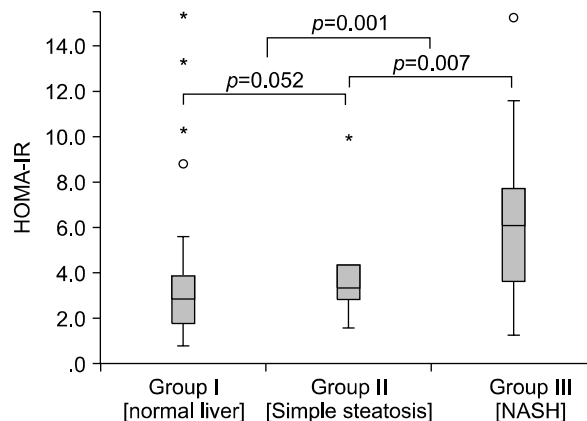 14.0
12.0
10.0
8.0
6.0
4.0
2.0
.0
HOMA-IR
p=0.001
p=0.052
p=0.007
Group I
[normal liver]
Group II
[Simple steatosis]
Group III
[NASH]